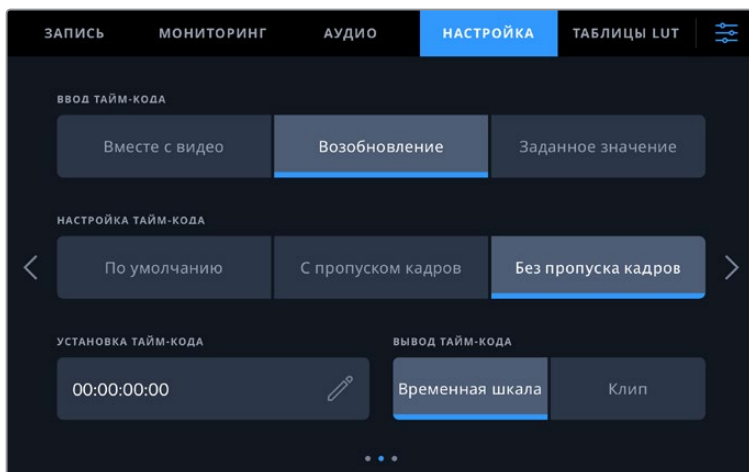 ЗАПИСЬ МОНИТОРИНГ АУДИО НАСТРОЙКА ТАБЛИЦЫ LUT
ВВОД ТАЙМ-КОДА
Вместе с видео Возобновление Заданное значение
НАСТРОЙКА ТАЙМ-КОДА
По умолчанию С пропуском кадров Без пропуска кадров
УСТАНОВКА ТАЙМ-КОДА ВЫВОД ТАЙМ-КОДА
00:00:00:00 Временная шкала Клип